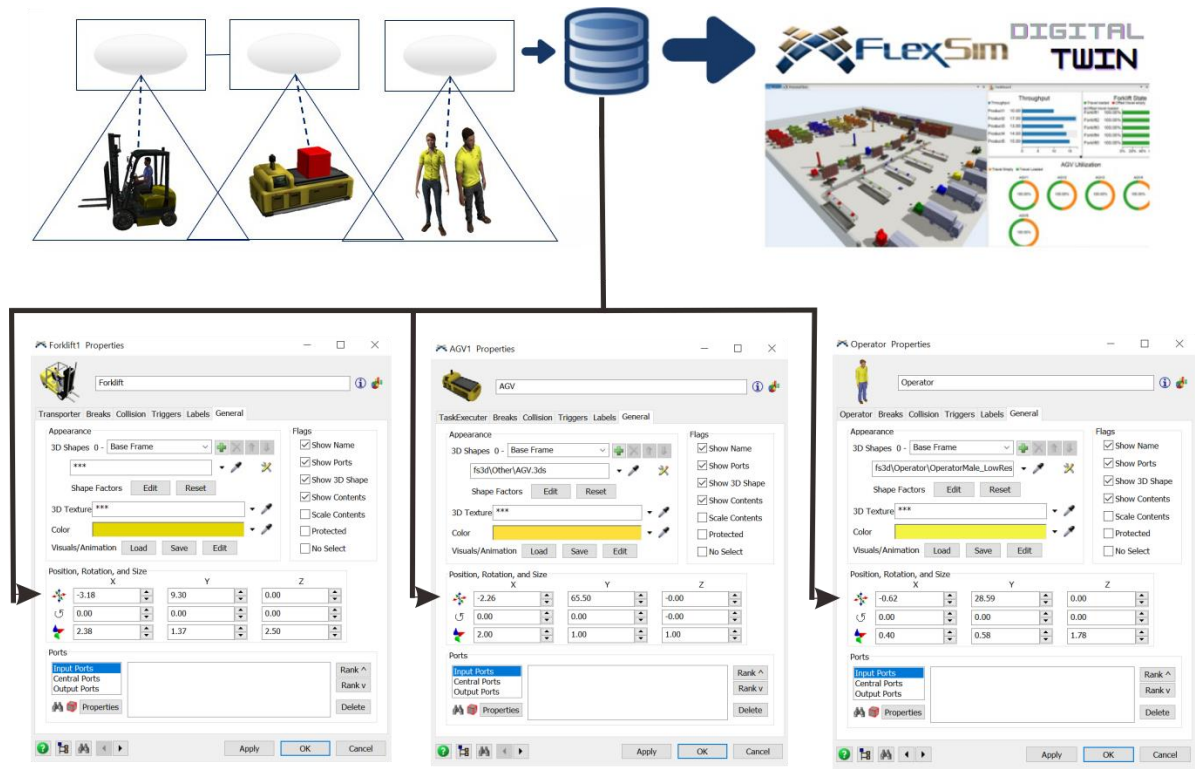 DIGITAL
TWIN
FLEXSIM
Throughput
Forklift State
AGV Utilization
Forklift1 Properties
Forklift
Transporter Breaks Collision Triggers Labels General
Appearance
3D Shapes 0 - Base Frame
***
Shape Factors Edit Reset
3D Texture ***
Color
Visuals/Animation Load Save Edit
Flags
Show Name
Show Ports
Show 3D Shape
Show Contents
Scale Contents
Protected
No Select
Position, Rotation, and Size
X Y Z
-3.18 9.30 0.00
0.00 0.00 0.00
2.38 1.37 2.50
Ports
Input Ports
Central Ports
Output Ports
Properties
Rank ^
Rank v
Delete
Apply OK Cancel
AGV1 Properties
AGV
TaskExecuter Breaks Collision Triggers Labels General
Appearance
3D Shapes 0 - Base Frame
fs3d\Other\AGV.3ds
Shape Factors Edit Reset
3D Texture ***
Color
Visuals/Animation Load Save Edit
Flags
Show Name
Show Ports
Show 3D Shape
Show Contents
Scale Contents
Protected
No Select
Position, Rotation, and Size
X Y Z
-2.26 65.50 -0.00
0.00 0.00 -0.00
2.00 1.00 1.00
Ports
Input Ports
Central Ports
Output Ports
Properties
Rank ^
Rank v
Delete
Apply OK Cancel
Operator Properties
Operator
Operator Breaks Collision Triggers Labels General
Appearance
3D Shapes 0 - Base Frame
fs3d\Operator\OperatorMale_LowRes
Shape Factors Edit Reset
3D Texture ***
Color
Visuals/Animation Load Save Edit
Flags
Show Name
Show Ports
Show 3D Shape
Show Contents
Scale Contents
Protected
No Select
Position, Rotation, and Size
X Y Z
-0.62 28.59 0.00
0.00 0.00 0.00
0.40 0.58 1.78
Ports
Input Ports
Central Ports
Output Ports
Properties
Rank ^
Rank v
Delete
Apply OK Cancel